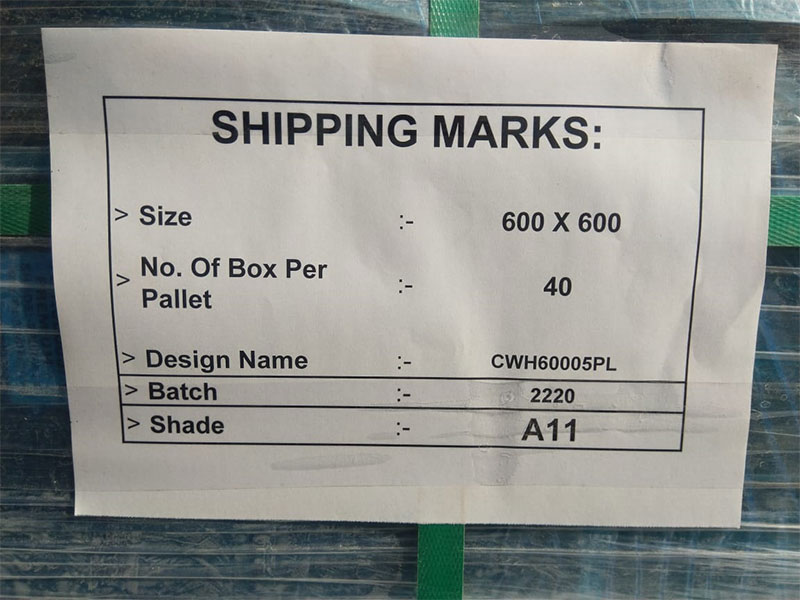 SHIPPING MARKS:
> Size :- 600 X 600
> No. Of Box Per
Pallet :- 40
> Design Name :- CWH60005PL
> Batch :- 2220
> Shade :- A11